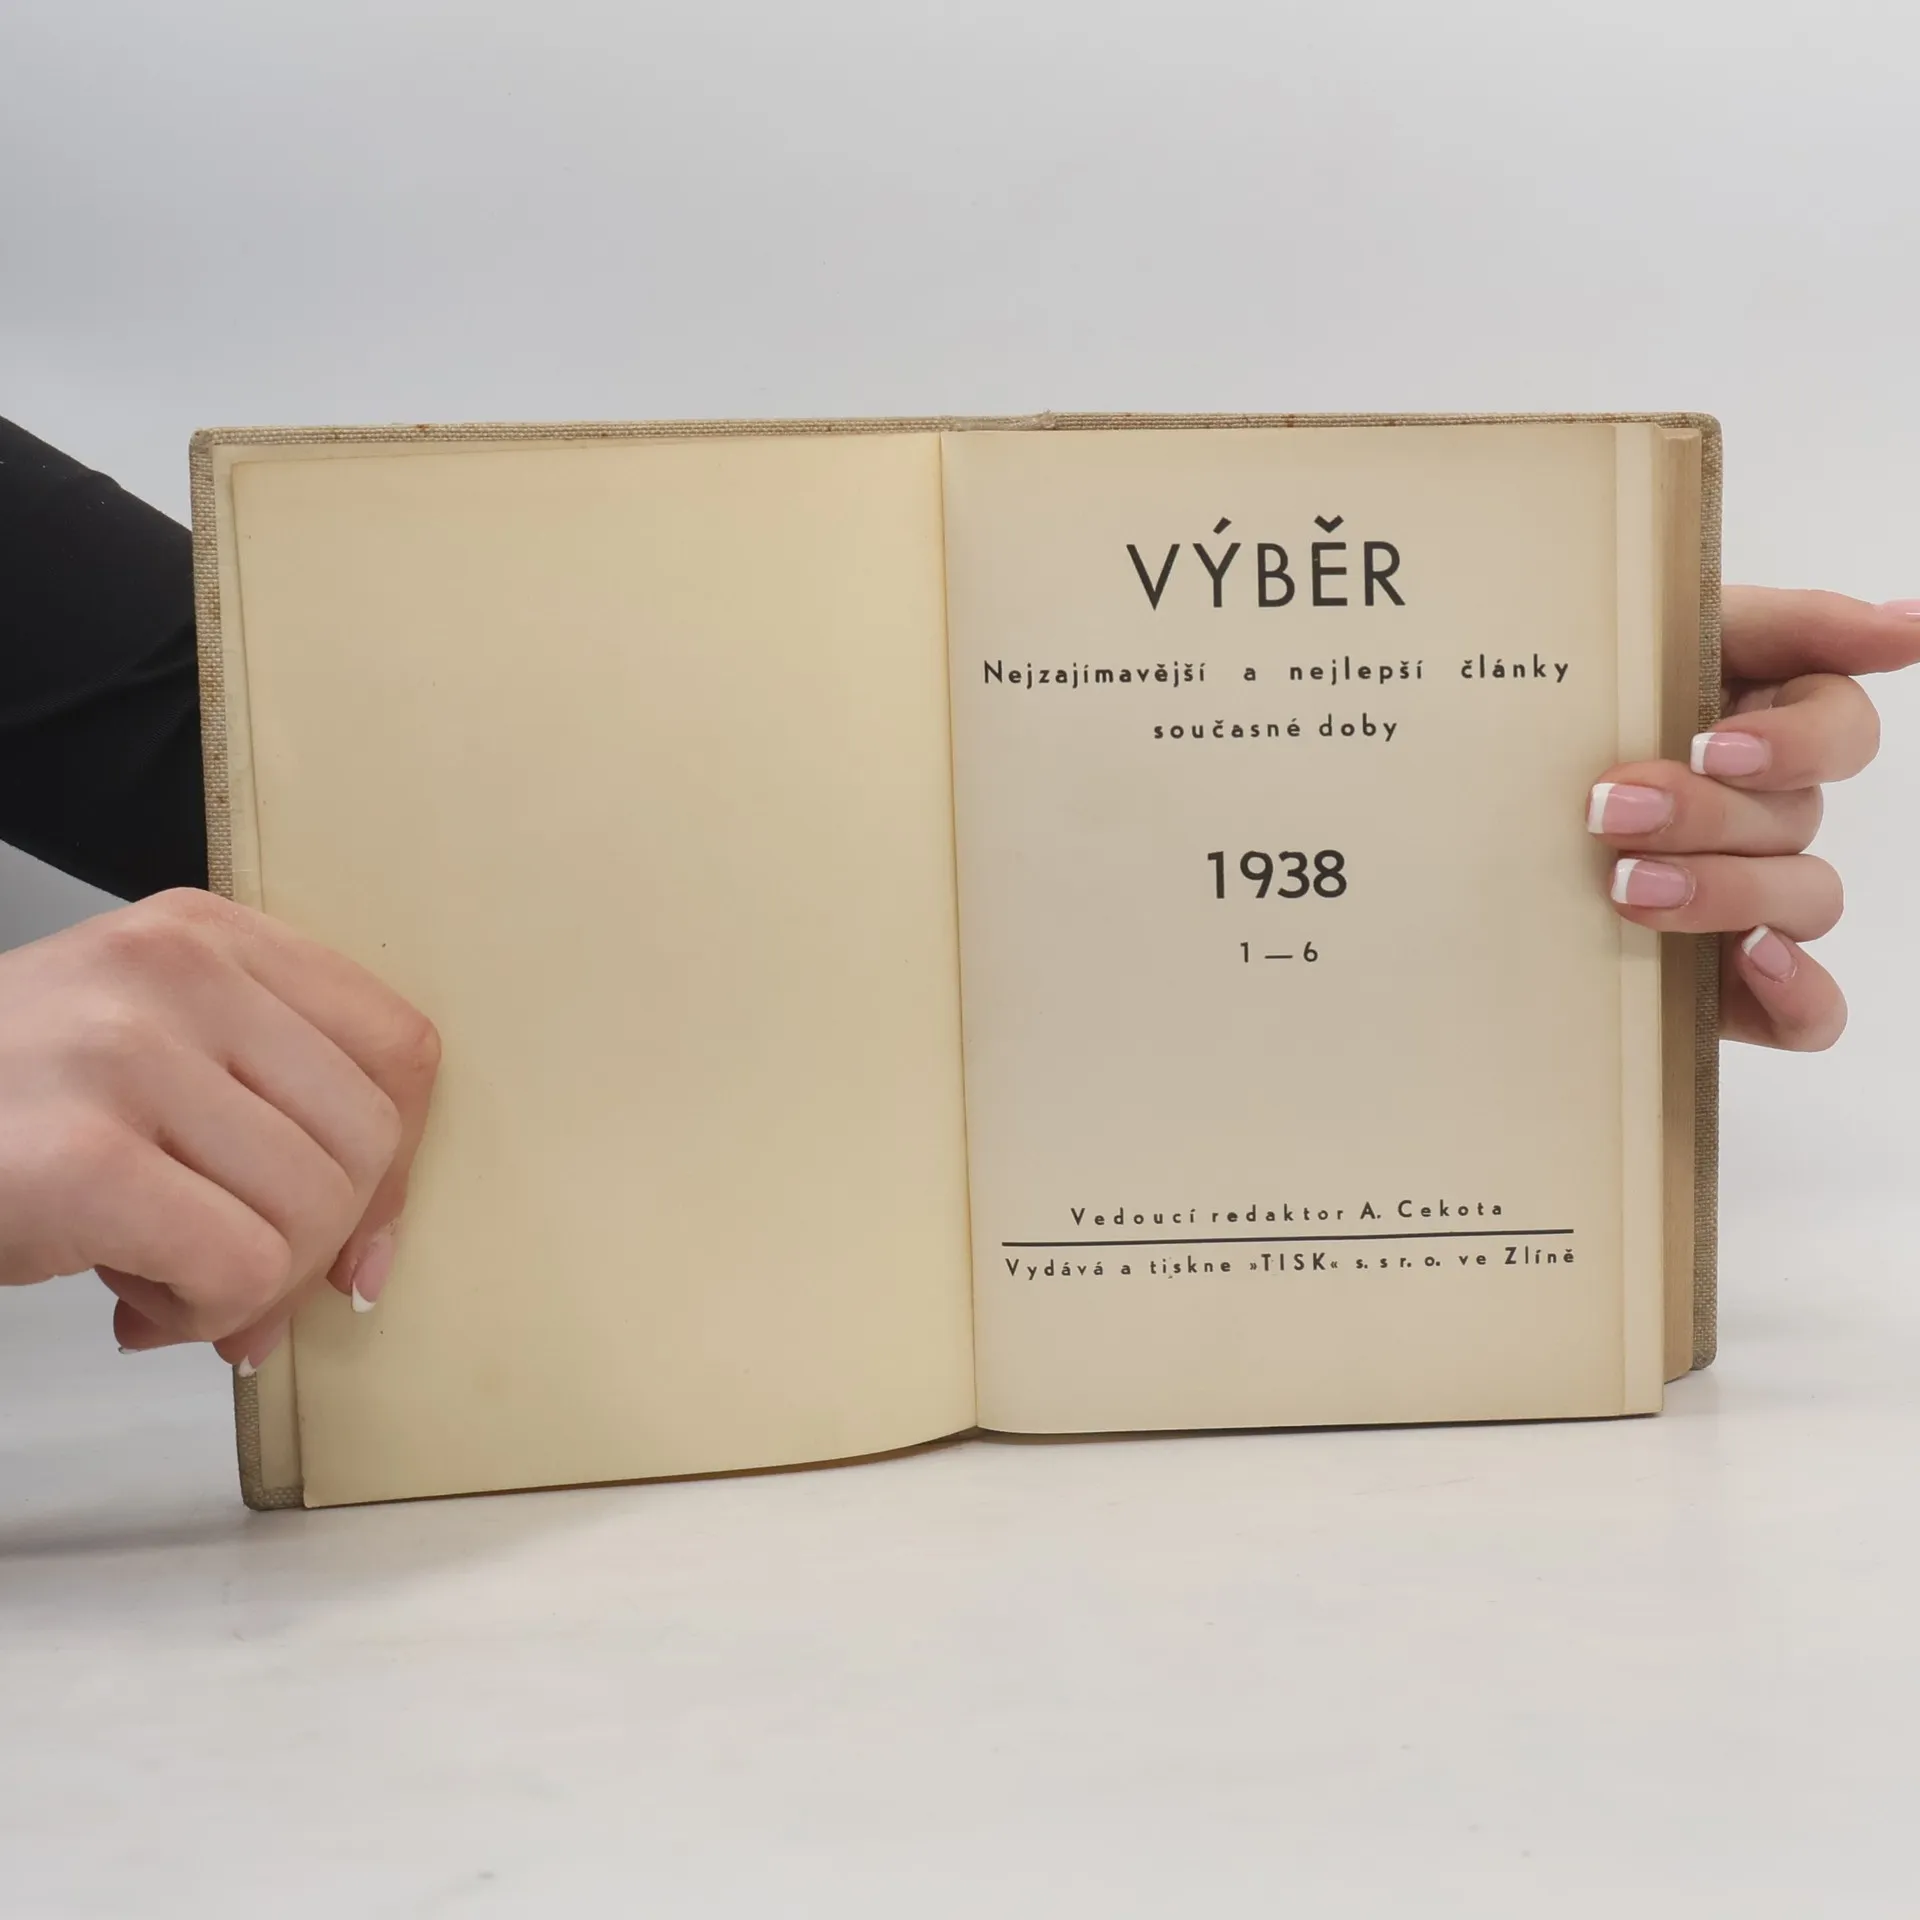 VÝBĚR
Nejzajímavější a nejlepší články
současné doby
1938
1 — 6
Vedoucí redaktor A. Cekota
Vydává a tiskne »TISK« s. s r. o. ve Zlíně